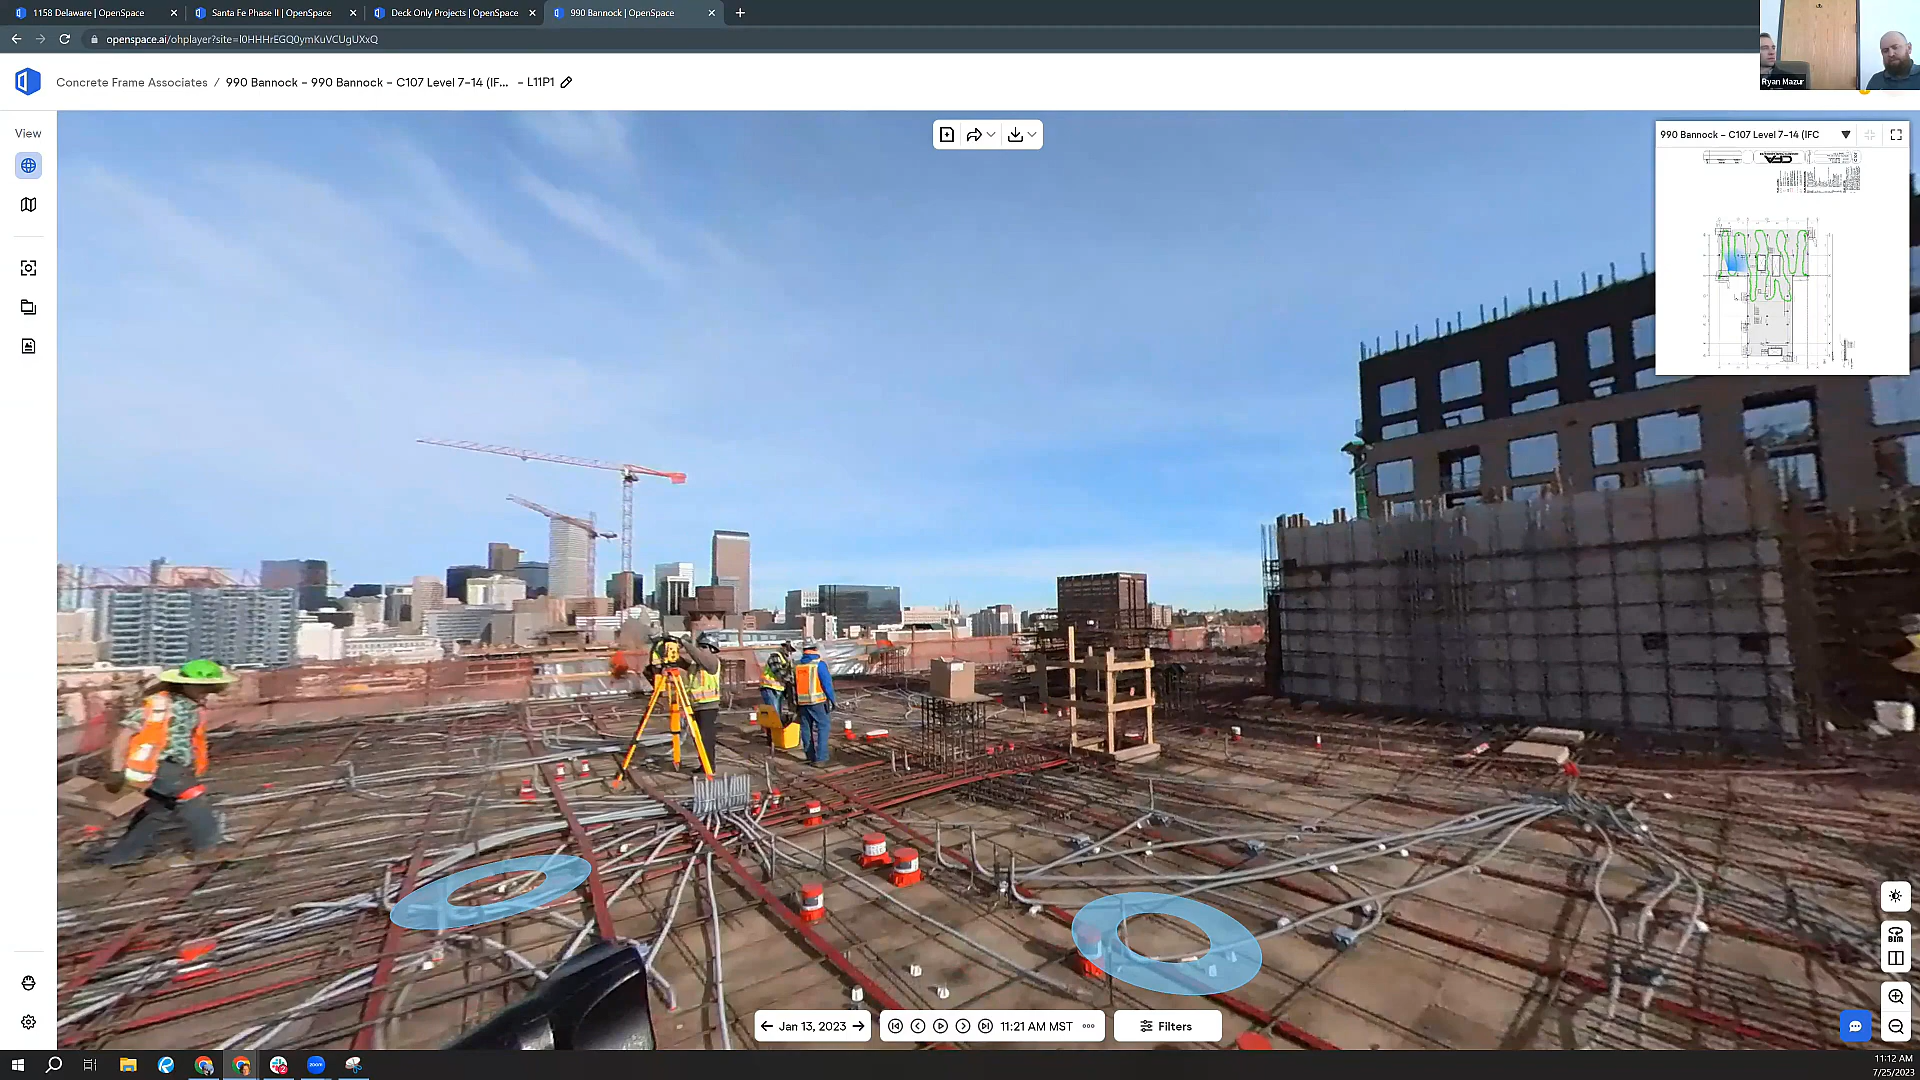 1158 Delaware | OpenSpace
Santa Fe Phase II | OpenSpace
Deck Only Projects | OpenSpace
990 Bannock | OpenSpace
openspace.ai/ohplayer?site=l0HHHrEGQ0ymKuVCUgUXxQ
Ryan Mazur
Concrete Frame Associates / 990 Bannock – 990 Bannock – C107 Level 7-14 (IF... – L11P1
View
990 Bannock – C107 Level 7-14 (IFC
CFA
BIM
Jan 13, 2023
11:21 AM MST
Filters
zoom
11:12 AM
7/25/2023